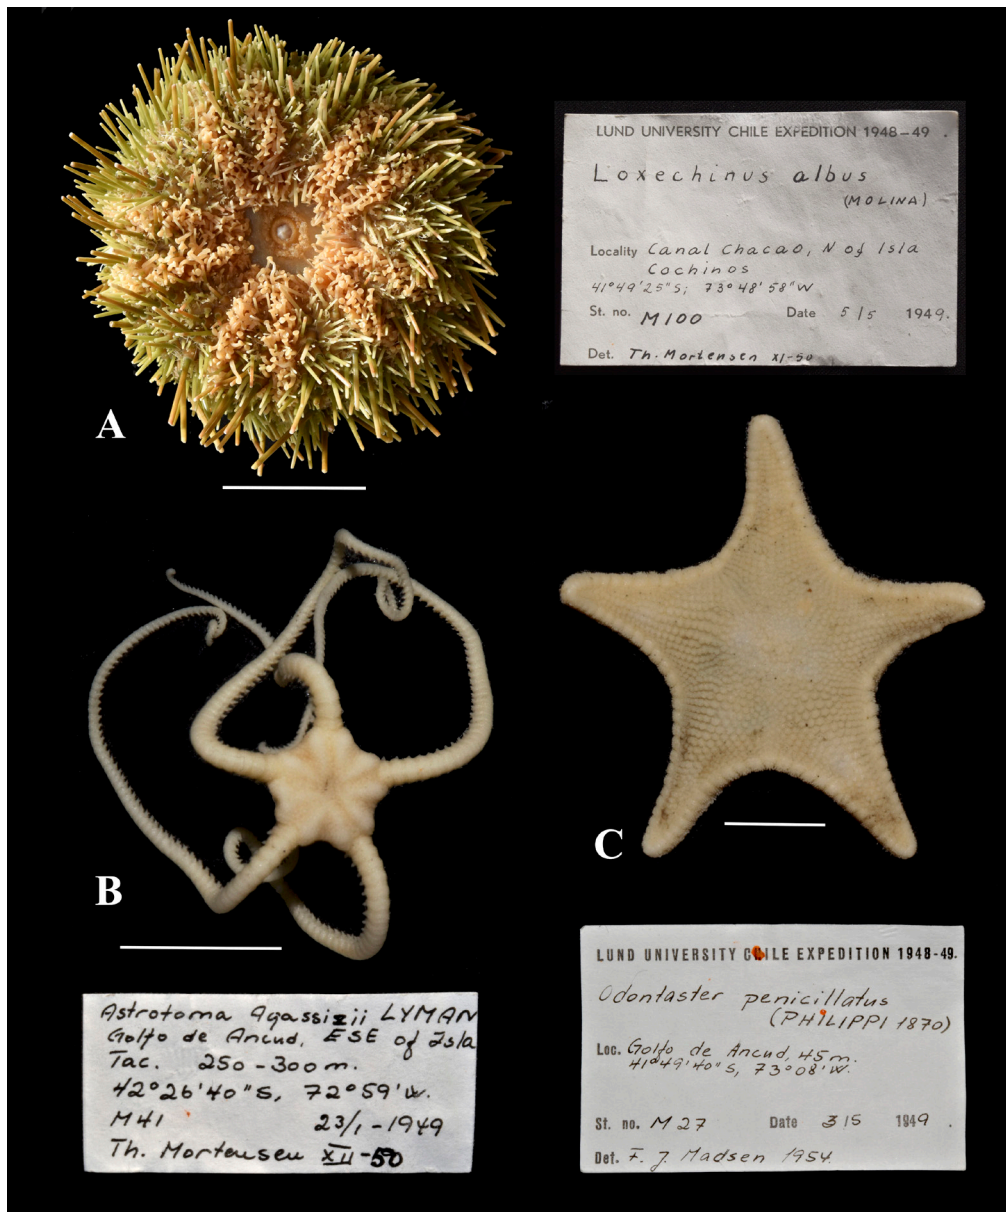 LUND UNIVERSITY CHILE EXPEDITION 1948-49.
Loxechinus albus
(MOLINA)
Locality Canal Chacao, N of Isla
Cochinos
41°49'25"S; 73°48'58"W
St. no. M100 Date 5/5 1949.
Det. Th. Mortensen XI-50
A
B
C
Astrotoma Agassizii LYMAN
Golfo de Ancud, ESE of Isla
Tac. 250-300m.
42°26'40"S, 72°59'W.
M41 23/1-1949
Th. Mortensen XII-50
LUND UNIVERSITY CHILE EXPEDITION 1948-49.
Odontaster penicillatus
(PHILIPPI 1870)
Loc. Golfo de Ancud, 45m.
41°49'40"S, 73°08'W.
St. no. M27 Date 3/5 1949.
Det. F. J. Madsen 1954.